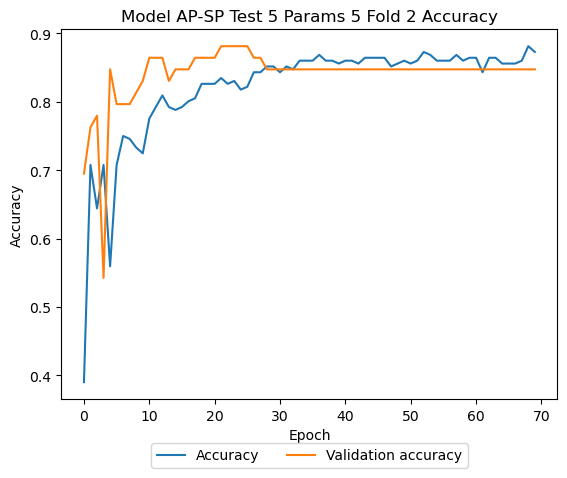 Model AP-SP Test 5 Params 5 Fold 2 Accuracy
0.9
0.8
0.7
0.6
0.5
0.4
Accuracy
0 10 20 30 40 50 60 70
Epoch
Accuracy Validation accuracy